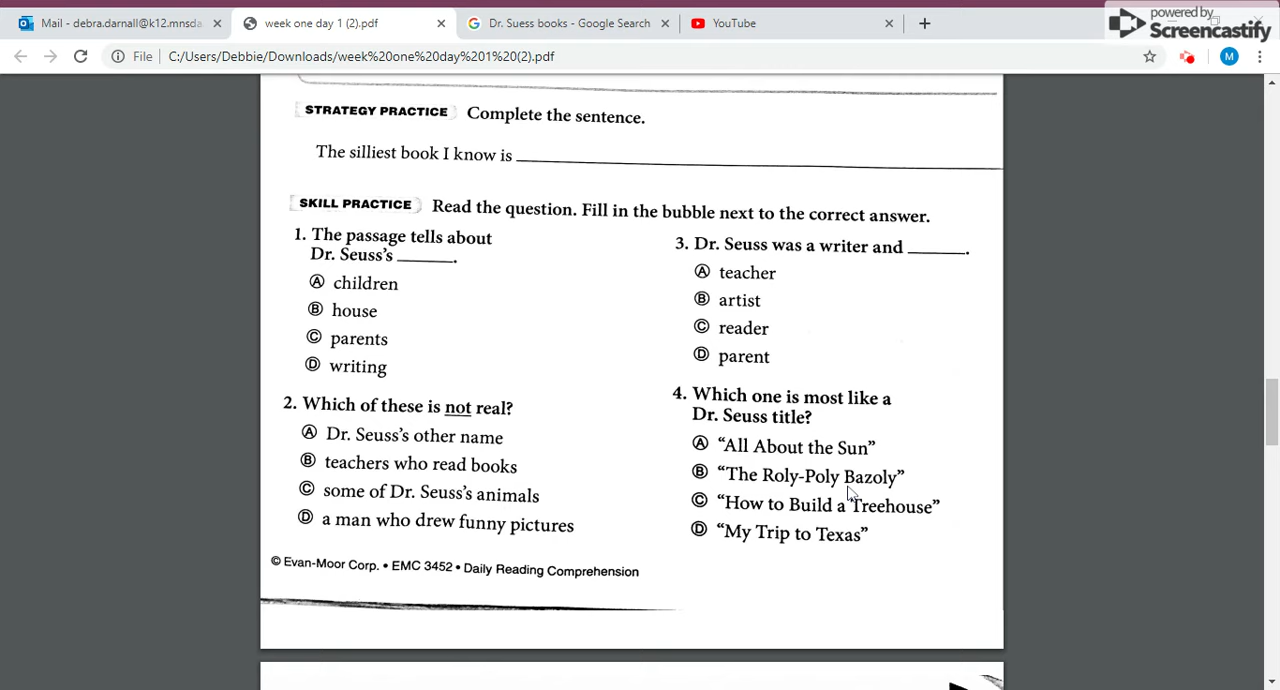 Mail - debra.darnall@k12.mnsda
week one day 1 (2).pdf
Dr. Suess books - Google Search
YouTube
powered by
Screencastify
File
C:/Users/Debbie/Downloads/week%20one%20day%201%20(2).pdf
M
STRATEGY PRACTICE Complete the sentence.
The silliest book I know is
SKILL PRACTICE Read the question. Fill in the bubble next to the correct answer.
1. The passage tells about
Dr. Seuss's ______.
A children
B house
C parents
D writing
2. Which of these is not real?
A Dr. Seuss's other name
B teachers who read books
C some of Dr. Seuss's animals
D a man who drew funny pictures
3. Dr. Seuss was a writer and ______.
A teacher
B artist
C reader
D parent
4. Which one is most like a
Dr. Seuss title?
A "All About the Sun"
B "The Roly-Poly Bazoly"
C "How to Build a Treehouse"
D "My Trip to Texas"
© Evan-Moor Corp. • EMC 3452 • Daily Reading Comprehension